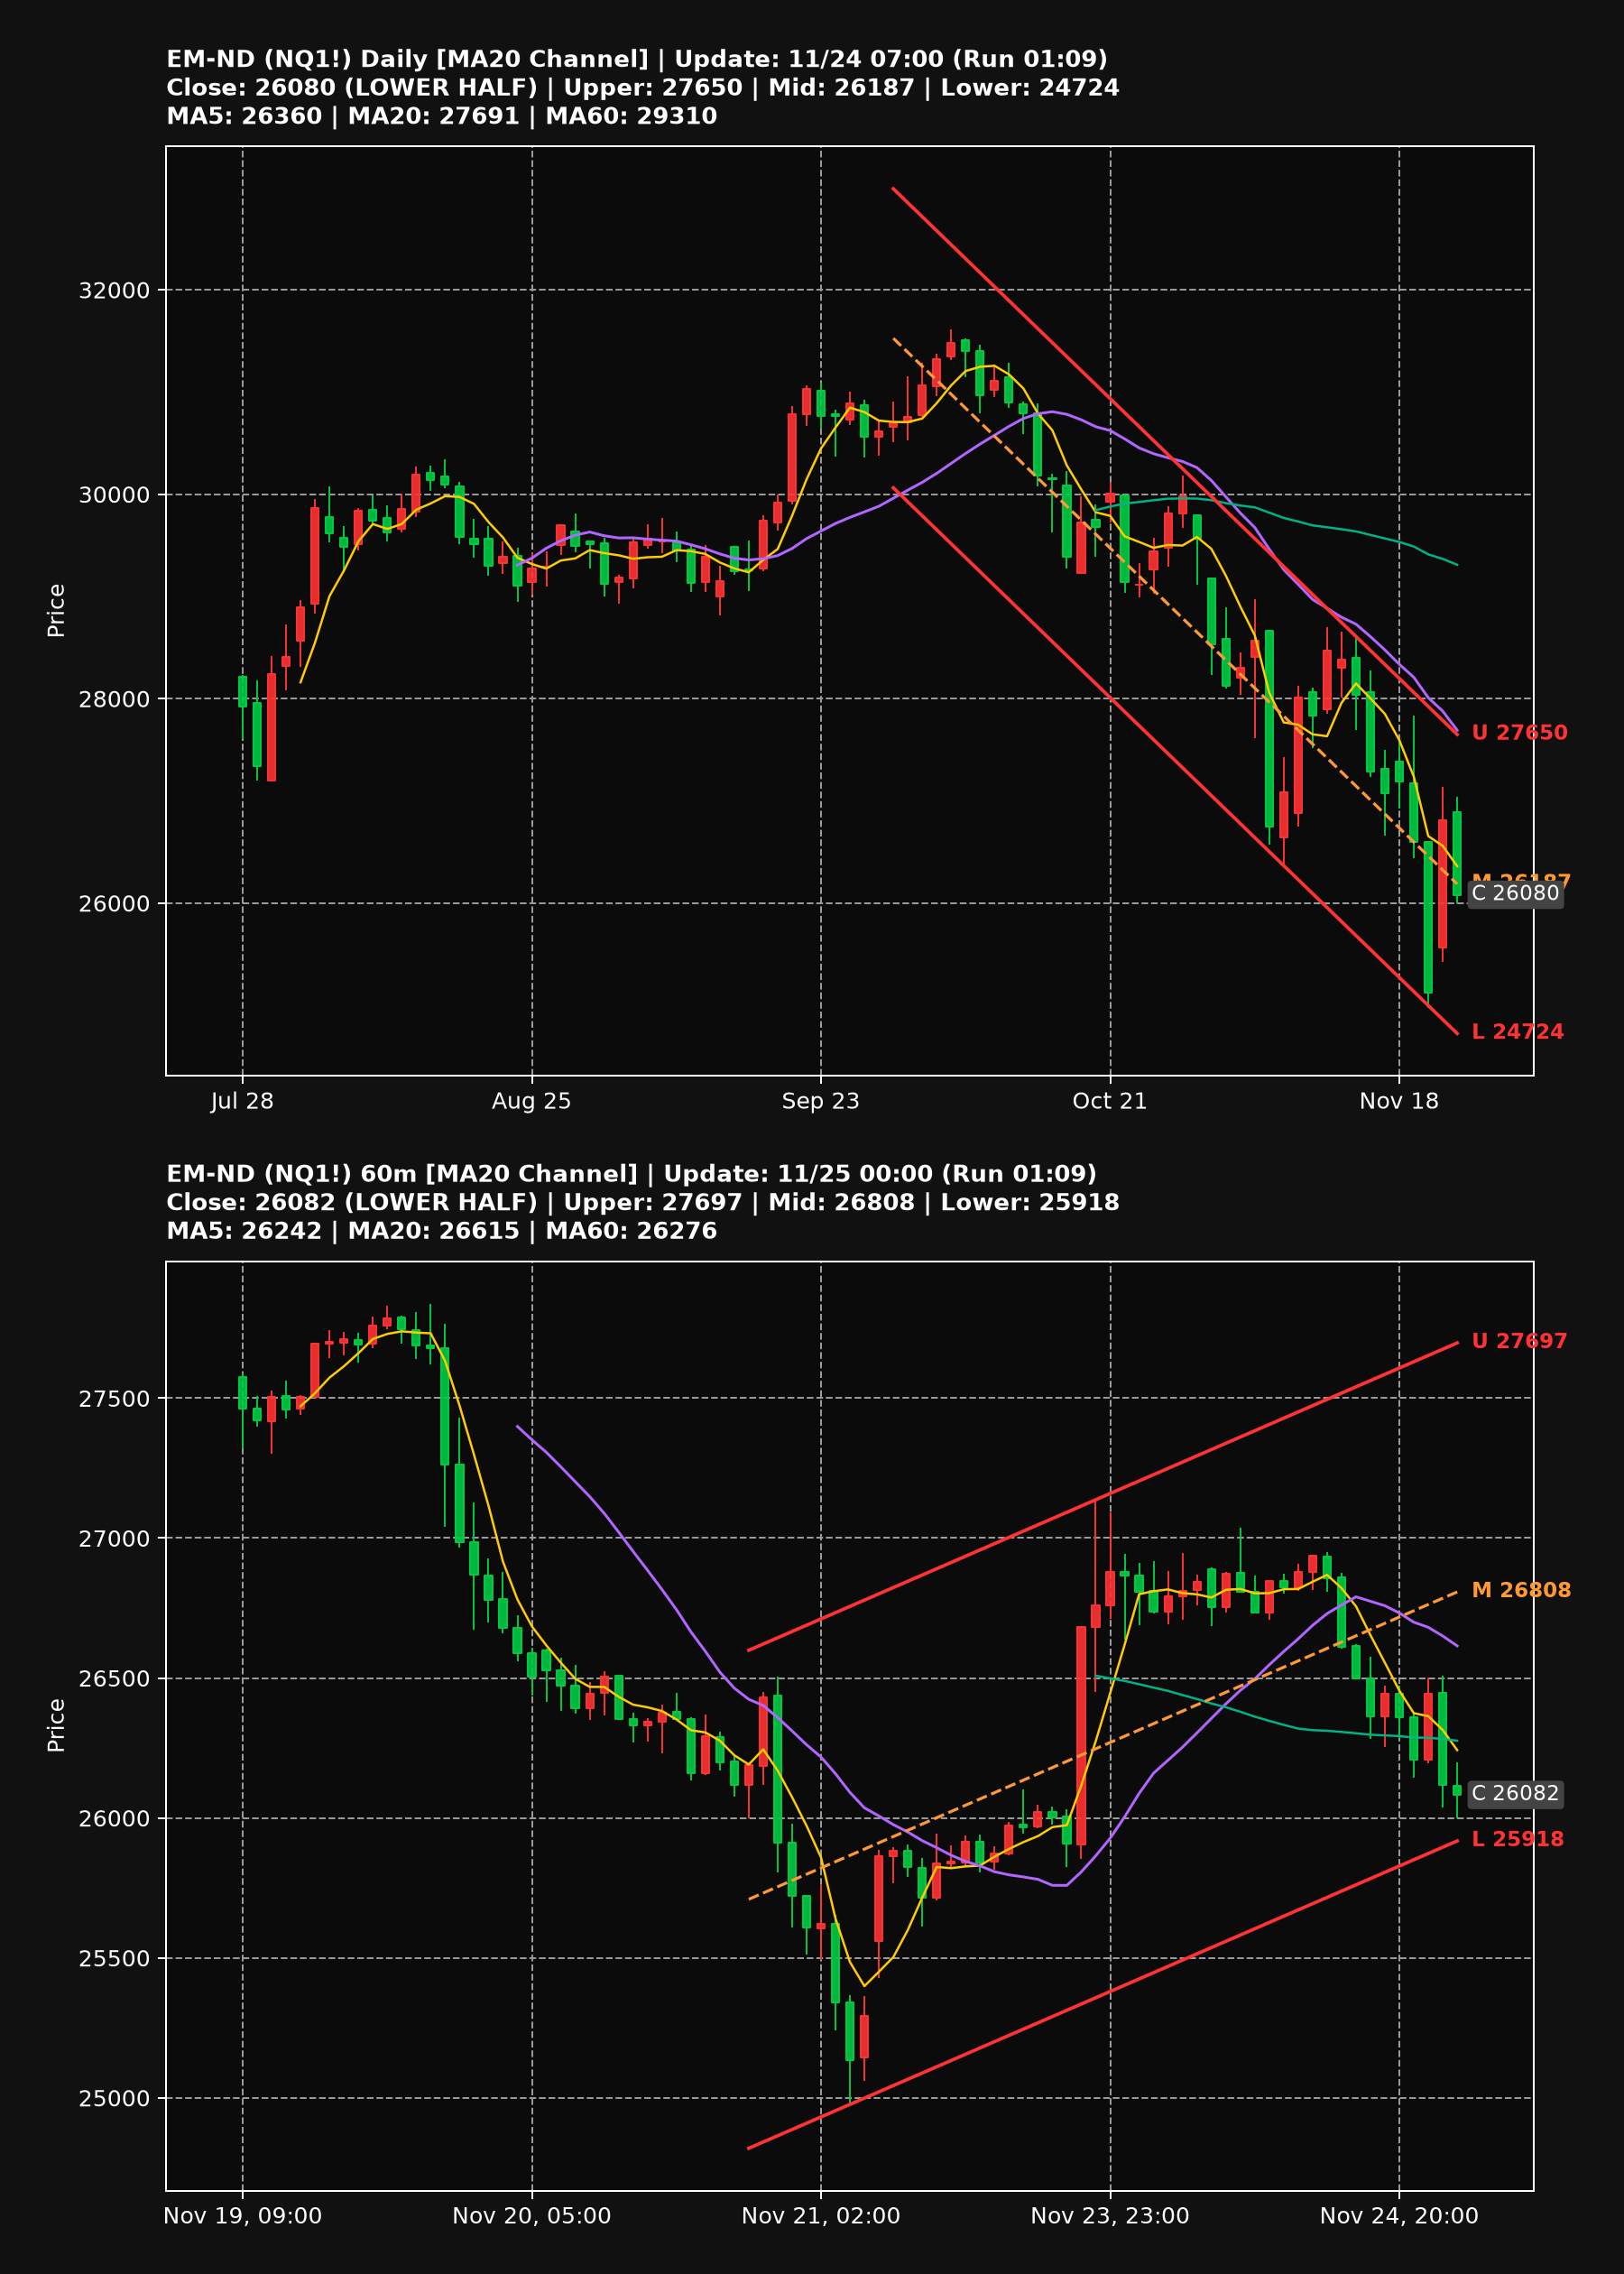 EM-ND (NQ1!) Daily [MA20 Channel] | Update: 11/24 07:00 (Run 01:09)
Close: 26080 (LOWER HALF) | Upper: 27650 | Mid: 26187 | Lower: 24724
MA5: 26360 | MA20: 27691 | MA60: 29310
Price
32000
30000
28000
26000
U 27650
M 26187
C 26080
L 24724
Jul 28
Aug 25
Sep 23
Oct 21
Nov 18
EM-ND (NQ1!) 60m [MA20 Channel] | Update: 11/25 00:00 (Run 01:09)
Close: 26082 (LOWER HALF) | Upper: 27697 | Mid: 26808 | Lower: 25918
MA5: 26242 | MA20: 26615 | MA60: 26276
Price
27500
27000
26500
26000
25500
25000
U 27697
M 26808
C 26082
L 25918
Nov 19, 09:00
Nov 20, 05:00
Nov 21, 02:00
Nov 23, 23:00
Nov 24, 20:00